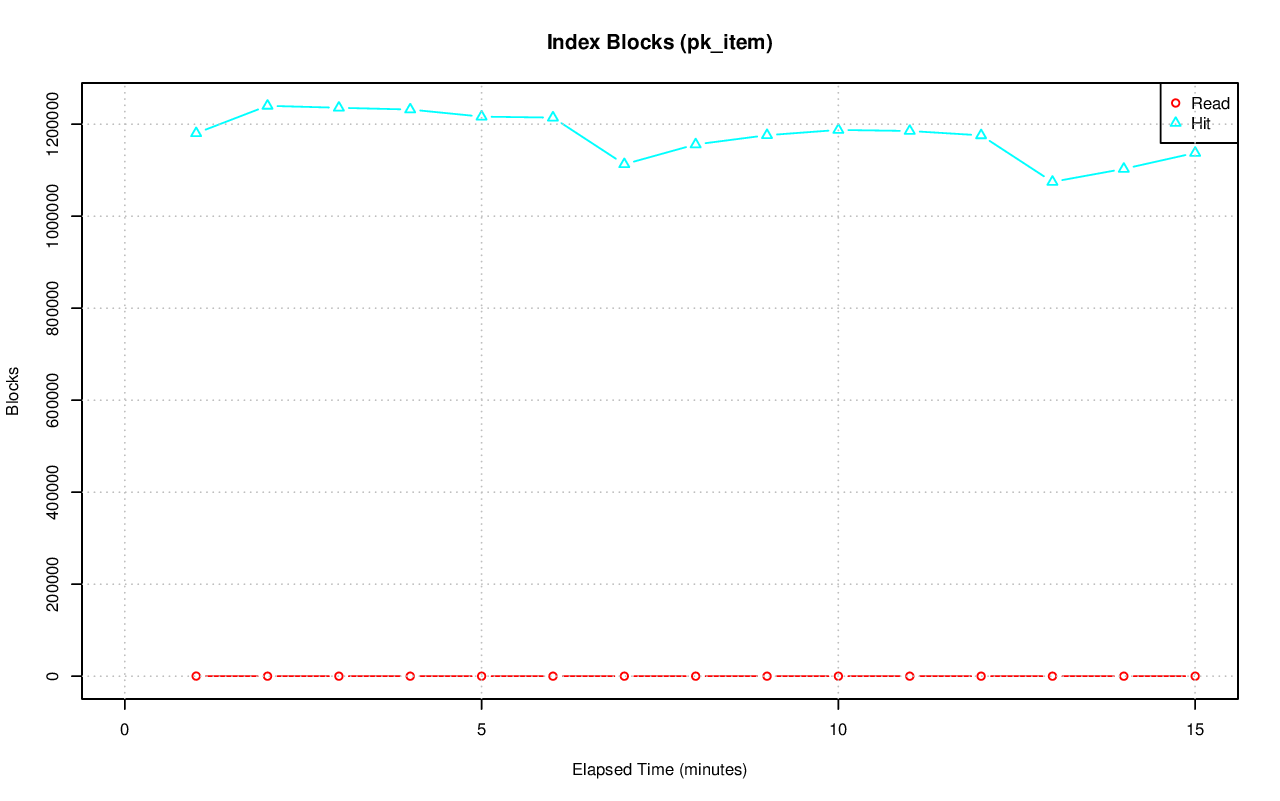 Index Blocks (pk_item)
Read
Hit
1200000
1000000
800000
600000
400000
200000
0
Blocks
0 5 10 15
Elapsed Time (minutes)